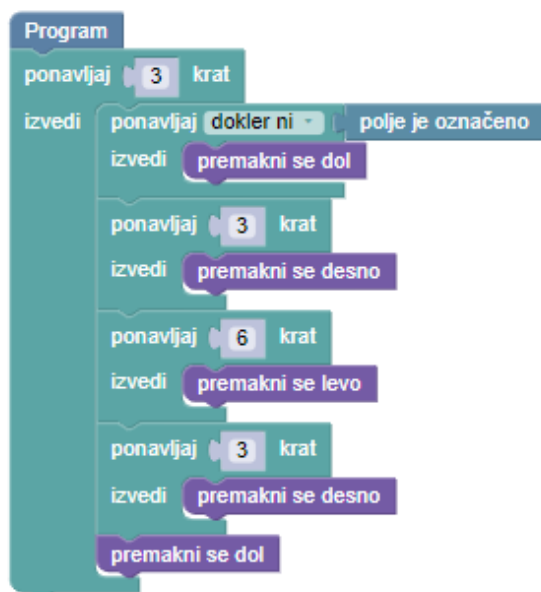 Program
ponavljaj 3 krat
izvedi ponavljaj dokler ni polje je označeno
izvedi premakni se dol
ponavljaj 3 krat
izvedi premakni se desno
ponavljaj 6 krat
izvedi premakni se levo
ponavljaj 3 krat
izvedi premakni se desno
premakni se dol